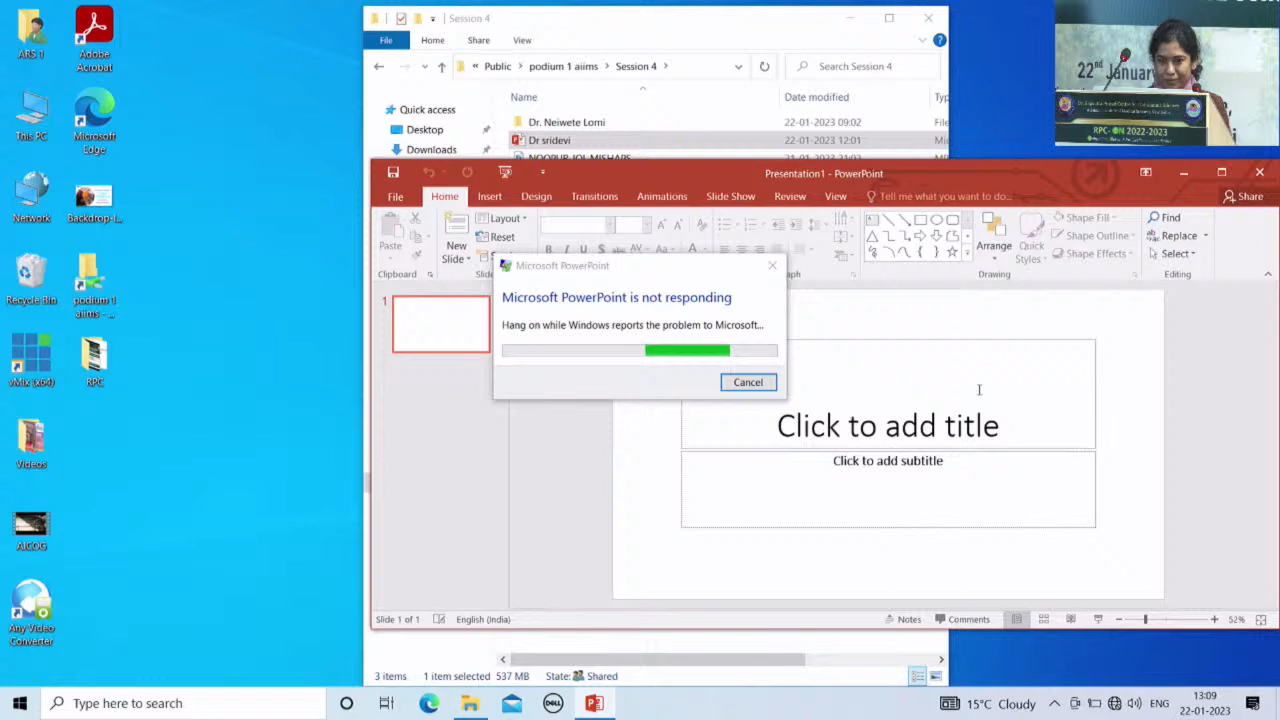 ARS 1
Adobe
Acrobat
This PC
Microsoft
Edge
Network
Backdrop-I...
Recycle Bin
podium 1
aiims - ...
vMix (x64)
RPC
Videos
AICOG
Any Video
Converter
Session 4
File Home Share View
« Public > podium 1 aiims > Session 4 >
Search Session 4
Name Date modified
Quick access
Desktop
Downloads
Dr. Neiwete Lomi 22-01-2023 09:02
Dr sridevi 22-01-2023 12:01
22nd January
RPC-ON 2022-2023
Presentation1 - PowerPoint
File Home Insert Design Transitions Animations Slide Show Review View Tell me what you want to do... Share
Paste
Clipboard
New
Slide
Layout
Reset
Arrange
Quick
Styles
Shape Fill
Shape Outline
Shape Effects
Drawing
Find
Replace
Select
Editing
1
Microsoft PowerPoint
Microsoft PowerPoint is not responding
Hang on while Windows reports the problem to Microsoft...
Cancel
Click to add title
Click to add subtitle
Slide 1 of 1 English (India) Notes Comments 52%
3 items 1 item selected 537 MB State: Shared
Type here to search
DELL
15°C Cloudy
ENG
13:09
22-01-2023